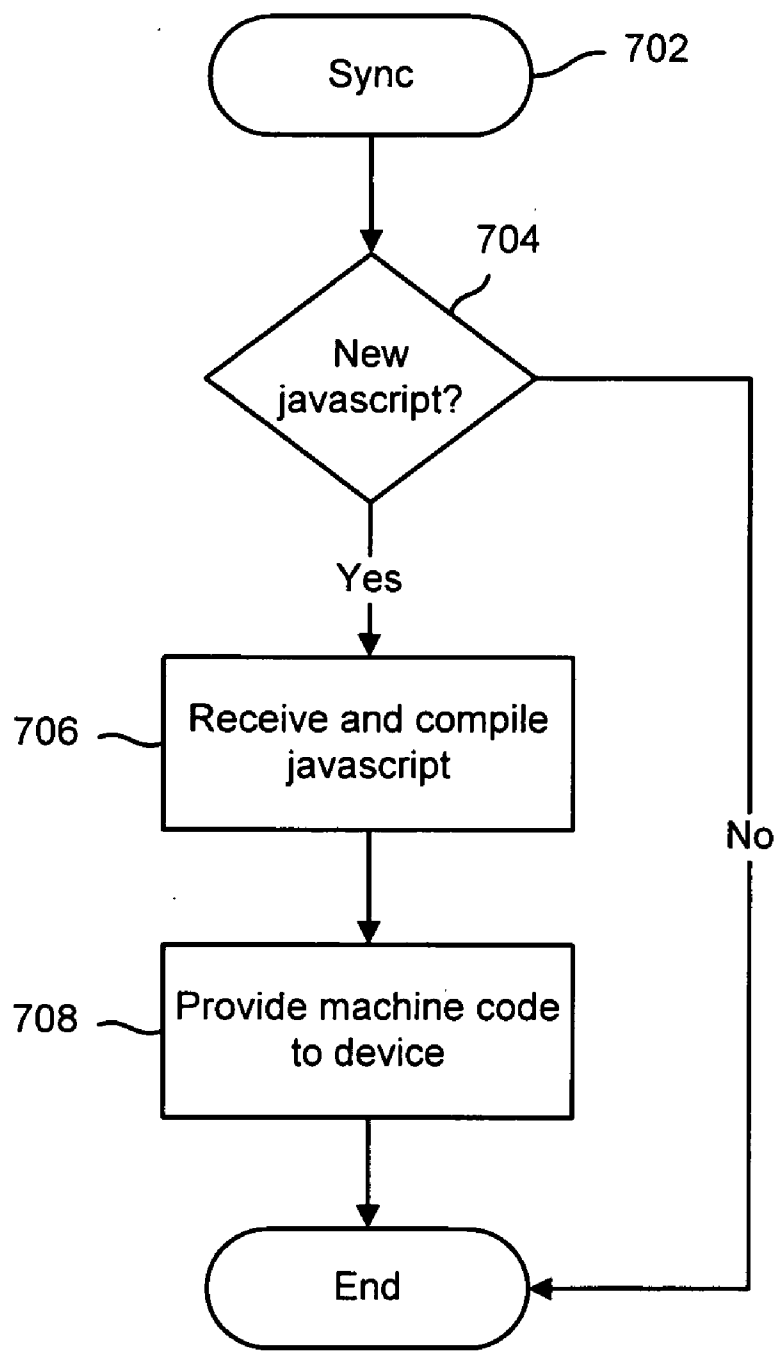 Sync
702
704
New
javascript?
Yes
706
Receive and compile
javascript
No
708
Provide machine code
to device
End